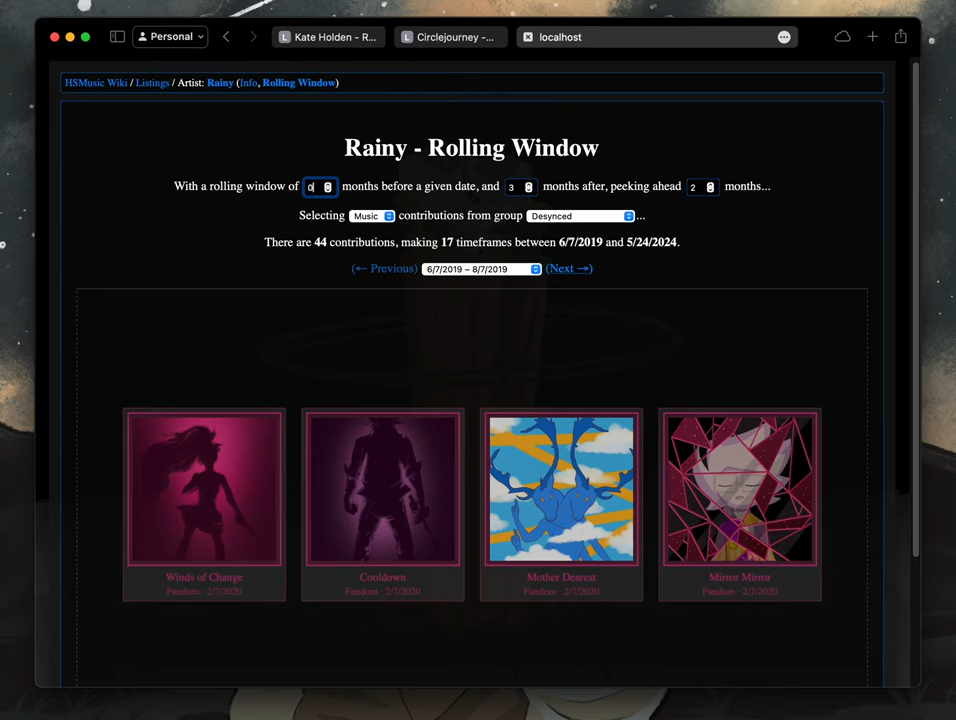 Personal
Kate Holden - R...
Circlejourney -...
localhost
HSMusic Wiki / Listings / Artist: Rainy (Info, Rolling Window)
Rainy - Rolling Window
With a rolling window of 0 months before a given date, and 3 months after, peeking ahead 2 months...
Selecting Music contributions from group Desynced ...
There are 44 contributions, making 17 timeframes between 6/7/2019 and 5/24/2024.
(← Previous) 6/7/2019 – 8/7/2019 (Next →)
Winds of Change
Fandom · 2/7/2020
Cooldown
Fandom · 2/7/2020
Mother Dearest
Fandom · 2/7/2020
Mirror Mirror
Fandom · 2/7/2020